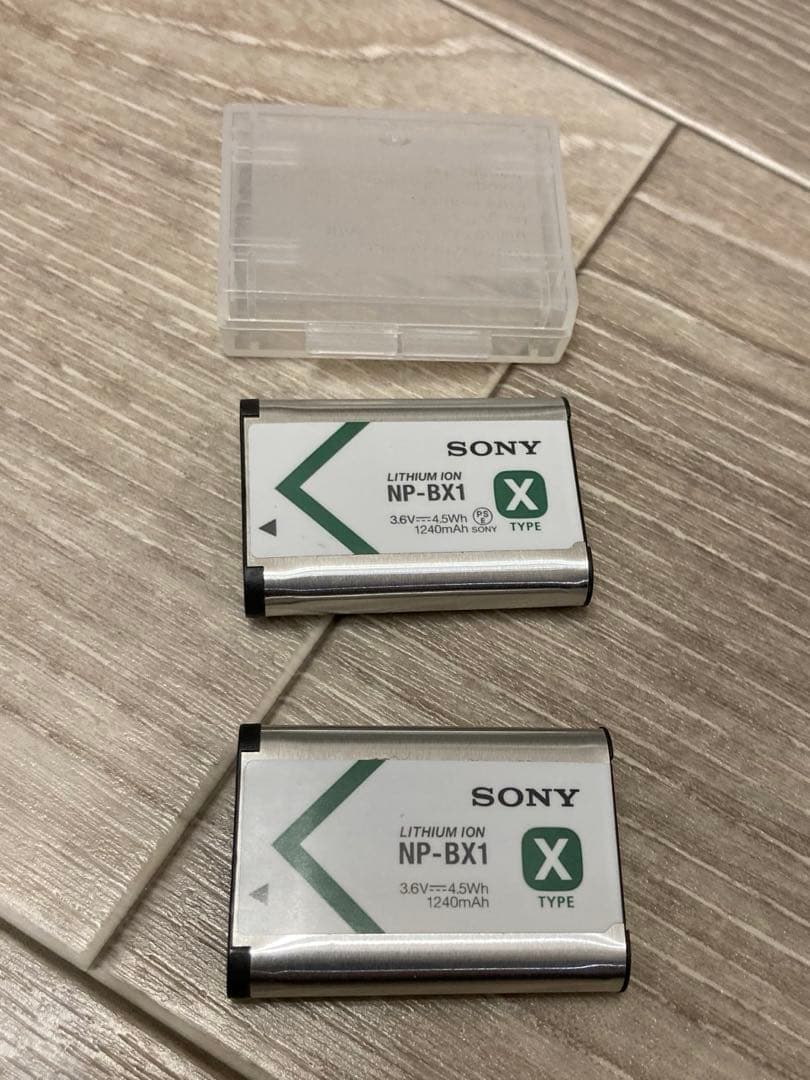 SONY
LITHIUM ION
NP-BX1
X
3.6V⎓4.5Wh
PS
E
1240mAh SONY
TYPE
SONY
LITHIUM ION
NP-BX1
X
3.6V⎓4.5Wh
1240mAh
TYPE